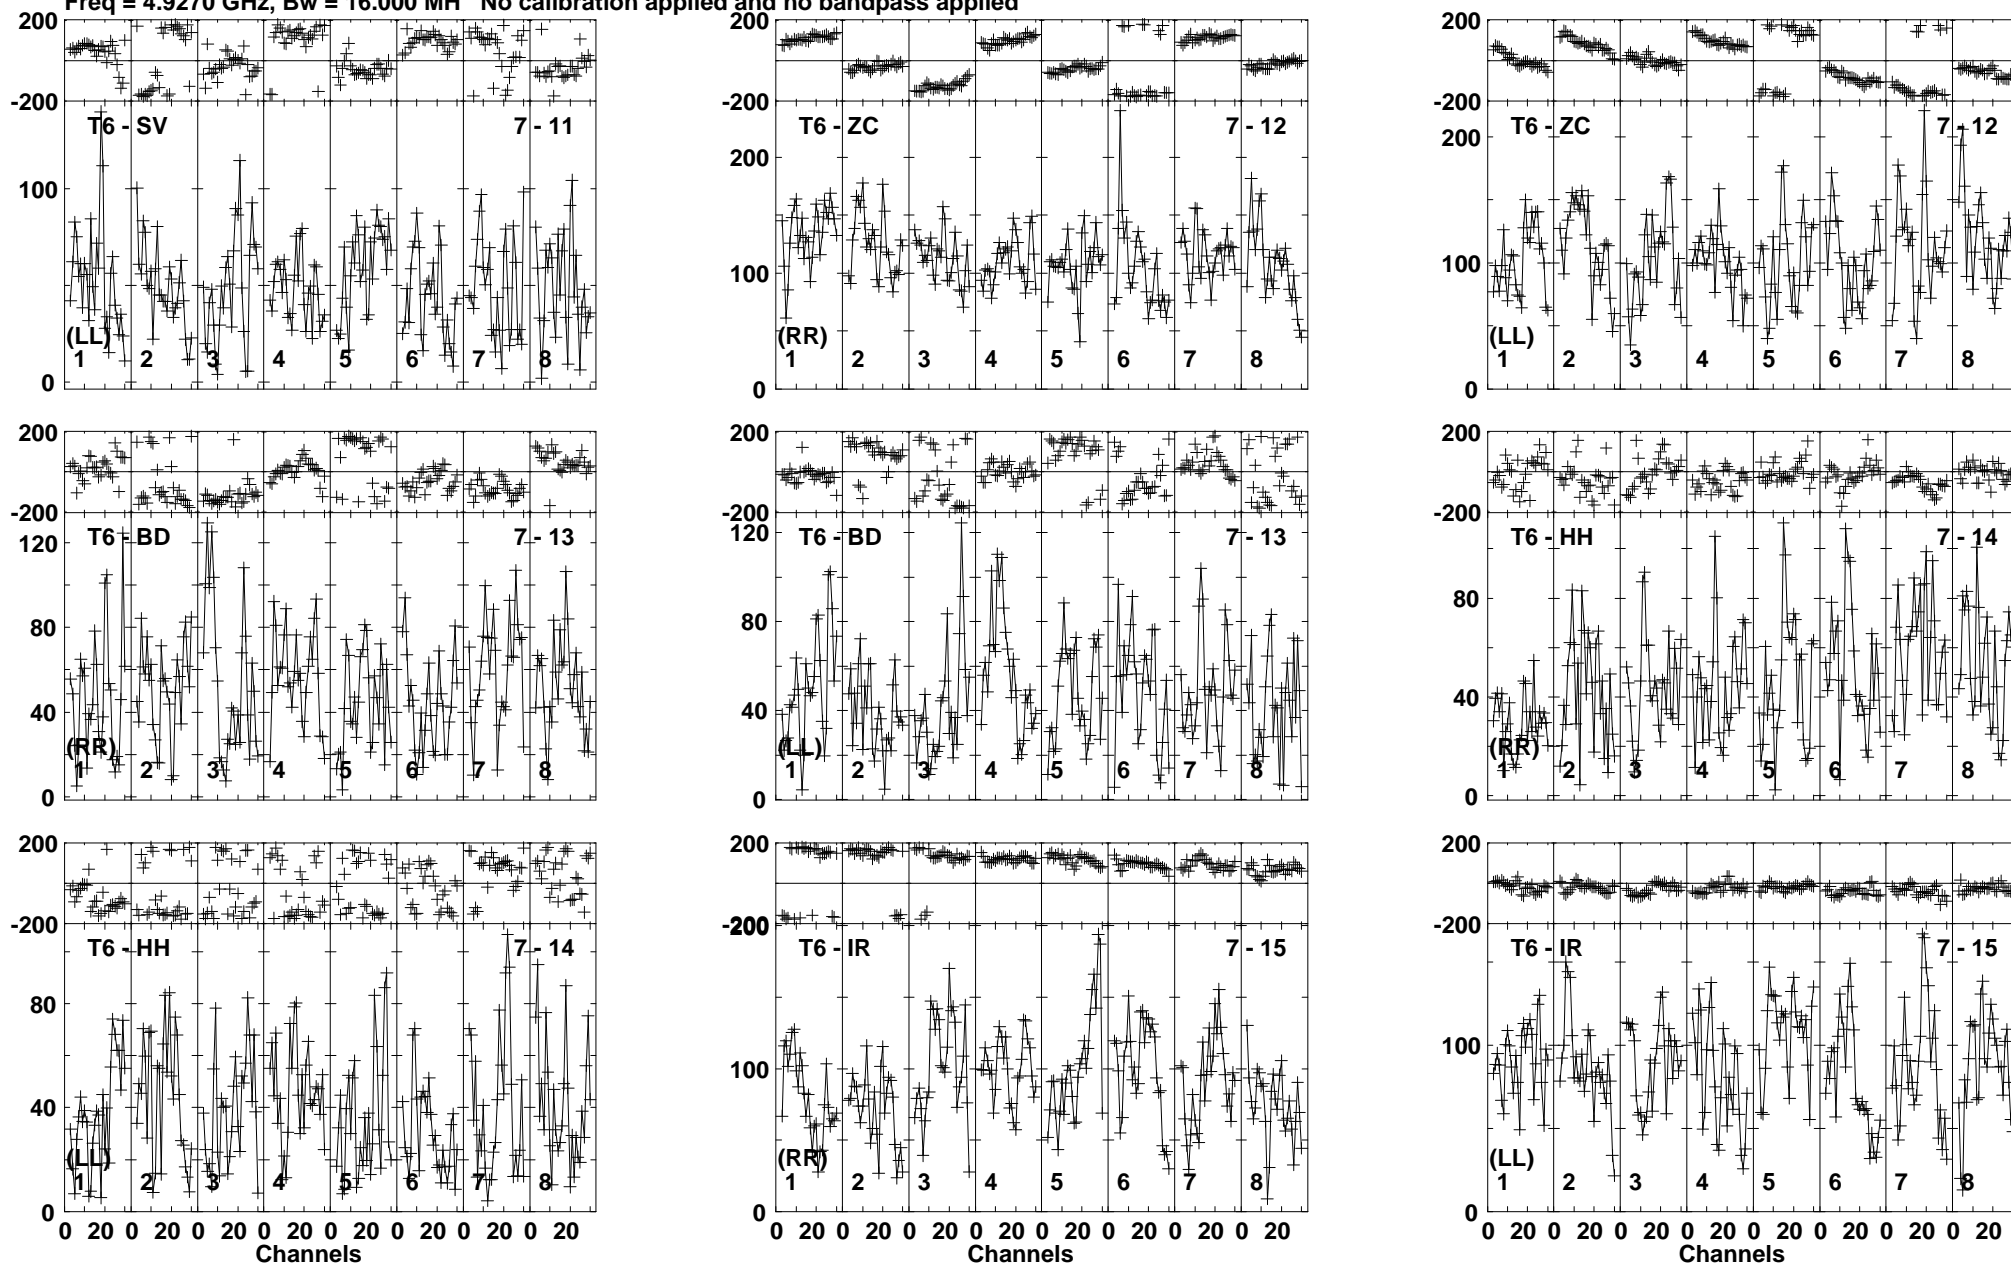 Freq = 4.9270 GHz, Bw = 16.000 MH No calibration applied and no bandpass applied
200 200 200
-200 -200 -200
T6 - SV 7 - 11 T6 - ZC 7 - 12 T6 - ZC 7 - 12
200 200
100 100 100
(LL) (RR) (LL)
1 2 3 4 5 6 7 8 1 2 3 4 5 6 7 8 1 2 3 4 5 6 7 8
0 0 0
200 200 200
-200 -200 -200
T6 - BD 7 - 13 T6 - BD 7 - 13 T6 - HH 7 - 14
120 120
80 80 80
40 40 40
(RR) (LL) (RR)
1 2 3 4 5 6 7 8 1 2 3 4 5 6 7 8 1 2 3 4 5 6 7 8
0 0 0
200 200 200
-200 -200 200 -200
T6 - HH 7 - 14 T6 - IR 7 - 15 T6 - IR 7 - 15
80
100 100
40
(LL) (RR) (LL)
1 2 3 4 5 6 7 8 1 2 3 4 5 6 7 8 1 2 3 4 5 6 7 8
0 0 0
0 20 0 20 0 20 0 20 0 20 0 20 0 20 0 20 0 20 0 20 0 20 0 20 0 20 0 20 0 20 0 20 0 20 0 20 0 20 0 20 0 20 0 20 0 20 0 20
Channels Channels Channels